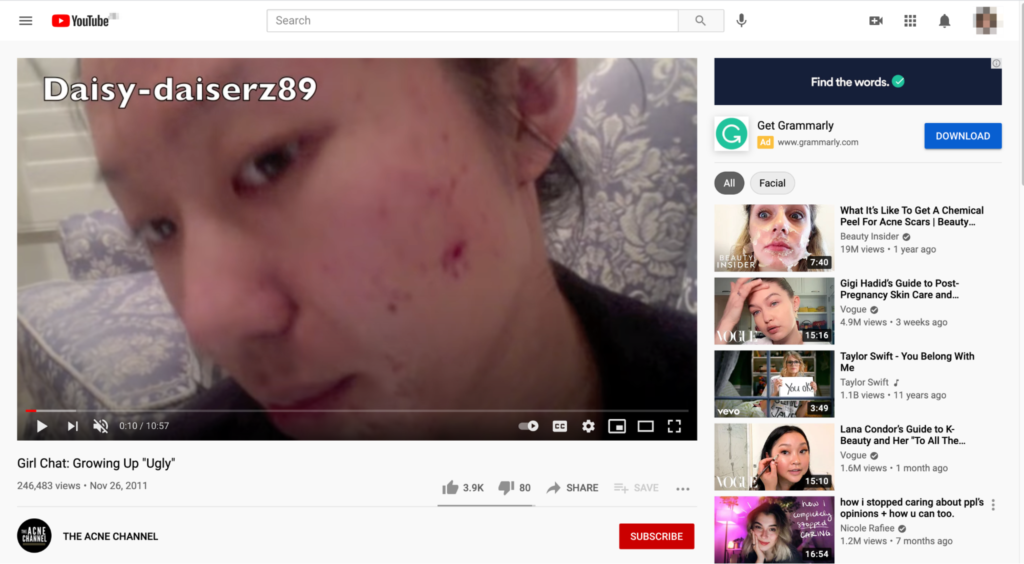 YouTube
Search
Daisy-daiserz89
0:10 / 10:57
Girl Chat: Growing Up "Ugly"
246,483 views • Nov 26, 2011
3.9K
80
SHARE
SAVE
THE ACNE CHANNEL
THE ACNE CHANNEL
SUBSCRIBE
Find the words.
Get Grammarly
Ad www.grammarly.com
DOWNLOAD
All
Facial
BEAUTY
INSIDER
7:40
What It's Like To Get A Chemical
Peel For Acne Scars | Beauty...
Beauty Insider
19M views • 1 year ago
VOGUE
15:16
Gigi Hadid's Guide to Post-
Pregnancy Skin Care and...
Vogue
4.9M views • 3 weeks ago
vevo
3:49
Taylor Swift - You Belong With
Me
Taylor Swift
1.1B views • 11 years ago
VOGUE
15:10
Lana Condor's Guide to K-
Beauty and Her "To All The...
Vogue
1.6M views • 1 month ago
how i
completely
stopped
CARING
16:54
how i stopped caring about ppl's
opinions + how u can too.
Nicole Rafiee
1.2M views • 7 months ago